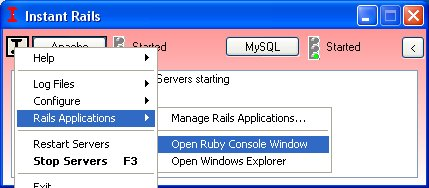 Instant Rails
Apache Started MySQL Started <
Help
Servers starting
Log Files
Configure
Rails Applications
Manage Rails Applications...
Restart Servers
Open Ruby Console Window
Stop Servers F3
Open Windows Explorer
Exit